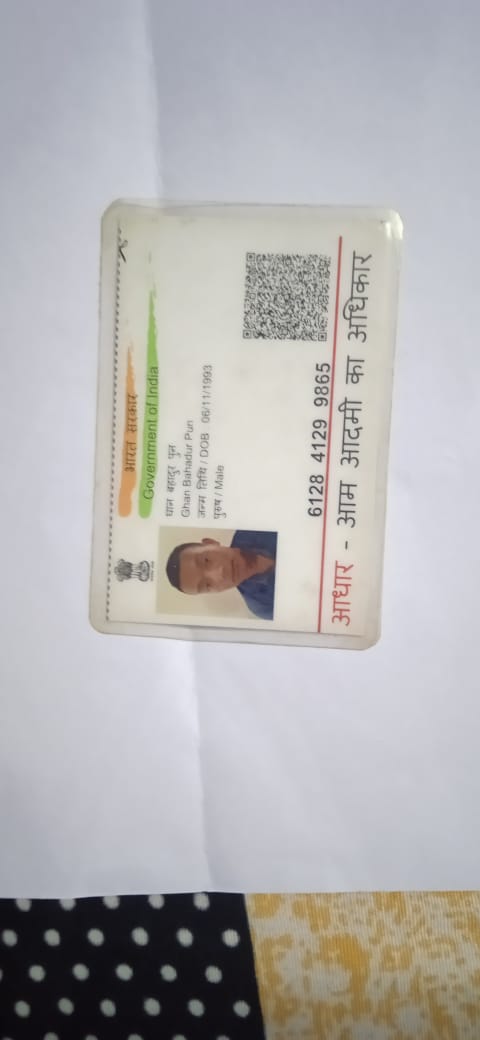 भारत सरकार
Government of India
घान बहादुर पुन
Ghan Bahadur Pun
जन्म तिथि / DOB 06/11/1993
पुरुष / Male
6128 4129 9865
आधार - आम आदमी का अधिकार